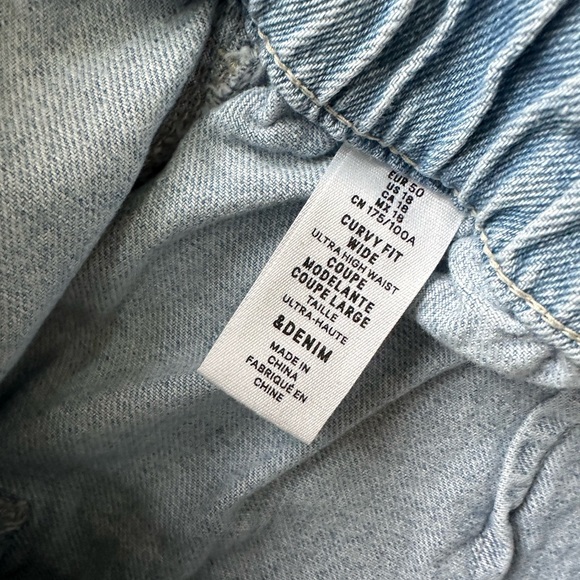 EUR 50
US 18
CA 18
MX 18
CN 175/100A
CURVY FIT
WIDE
ULTRA HIGH WAIST
COUPE
MODELANTE
COUPE LARGE
TAILLE
ULTRA-HAUTE
&DENIM
MADE IN
CHINA
FABRIQUÉ EN
CHINE